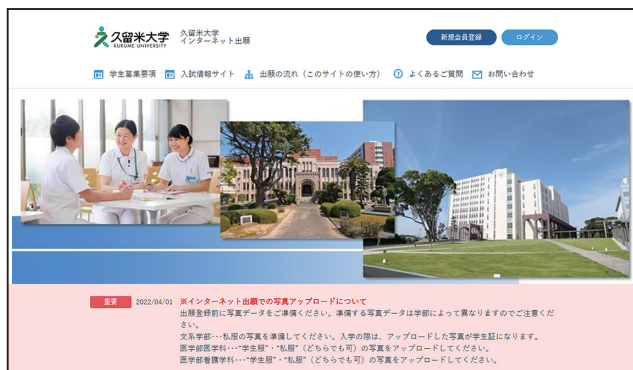 久留米大学
KURUME UNIVERSITY
久留米大学
インターネット出願
新規会員登録
ログイン
学生募集要項
入試情報サイト
出願の流れ（このサイトの使い方）
よくあるご質問
お問い合わせ
重要 2022/04/01 ※インターネット出願での写真アップロードについて
出願登録前に写真データをご準備ください。準備する写真データは学部によって異なりますのでご注意くだ
さい。
文系学部･･･私服の写真を準備してください。入学の際は、アップロードした写真が学生証になります。
医学部医学科･･･“学生服”・“私服”（どちらでも可）の写真をアップロードしてください。
医学部看護学科･･･“学生服”・“私服”（どちらでも可）の写真をアップロードしてください。